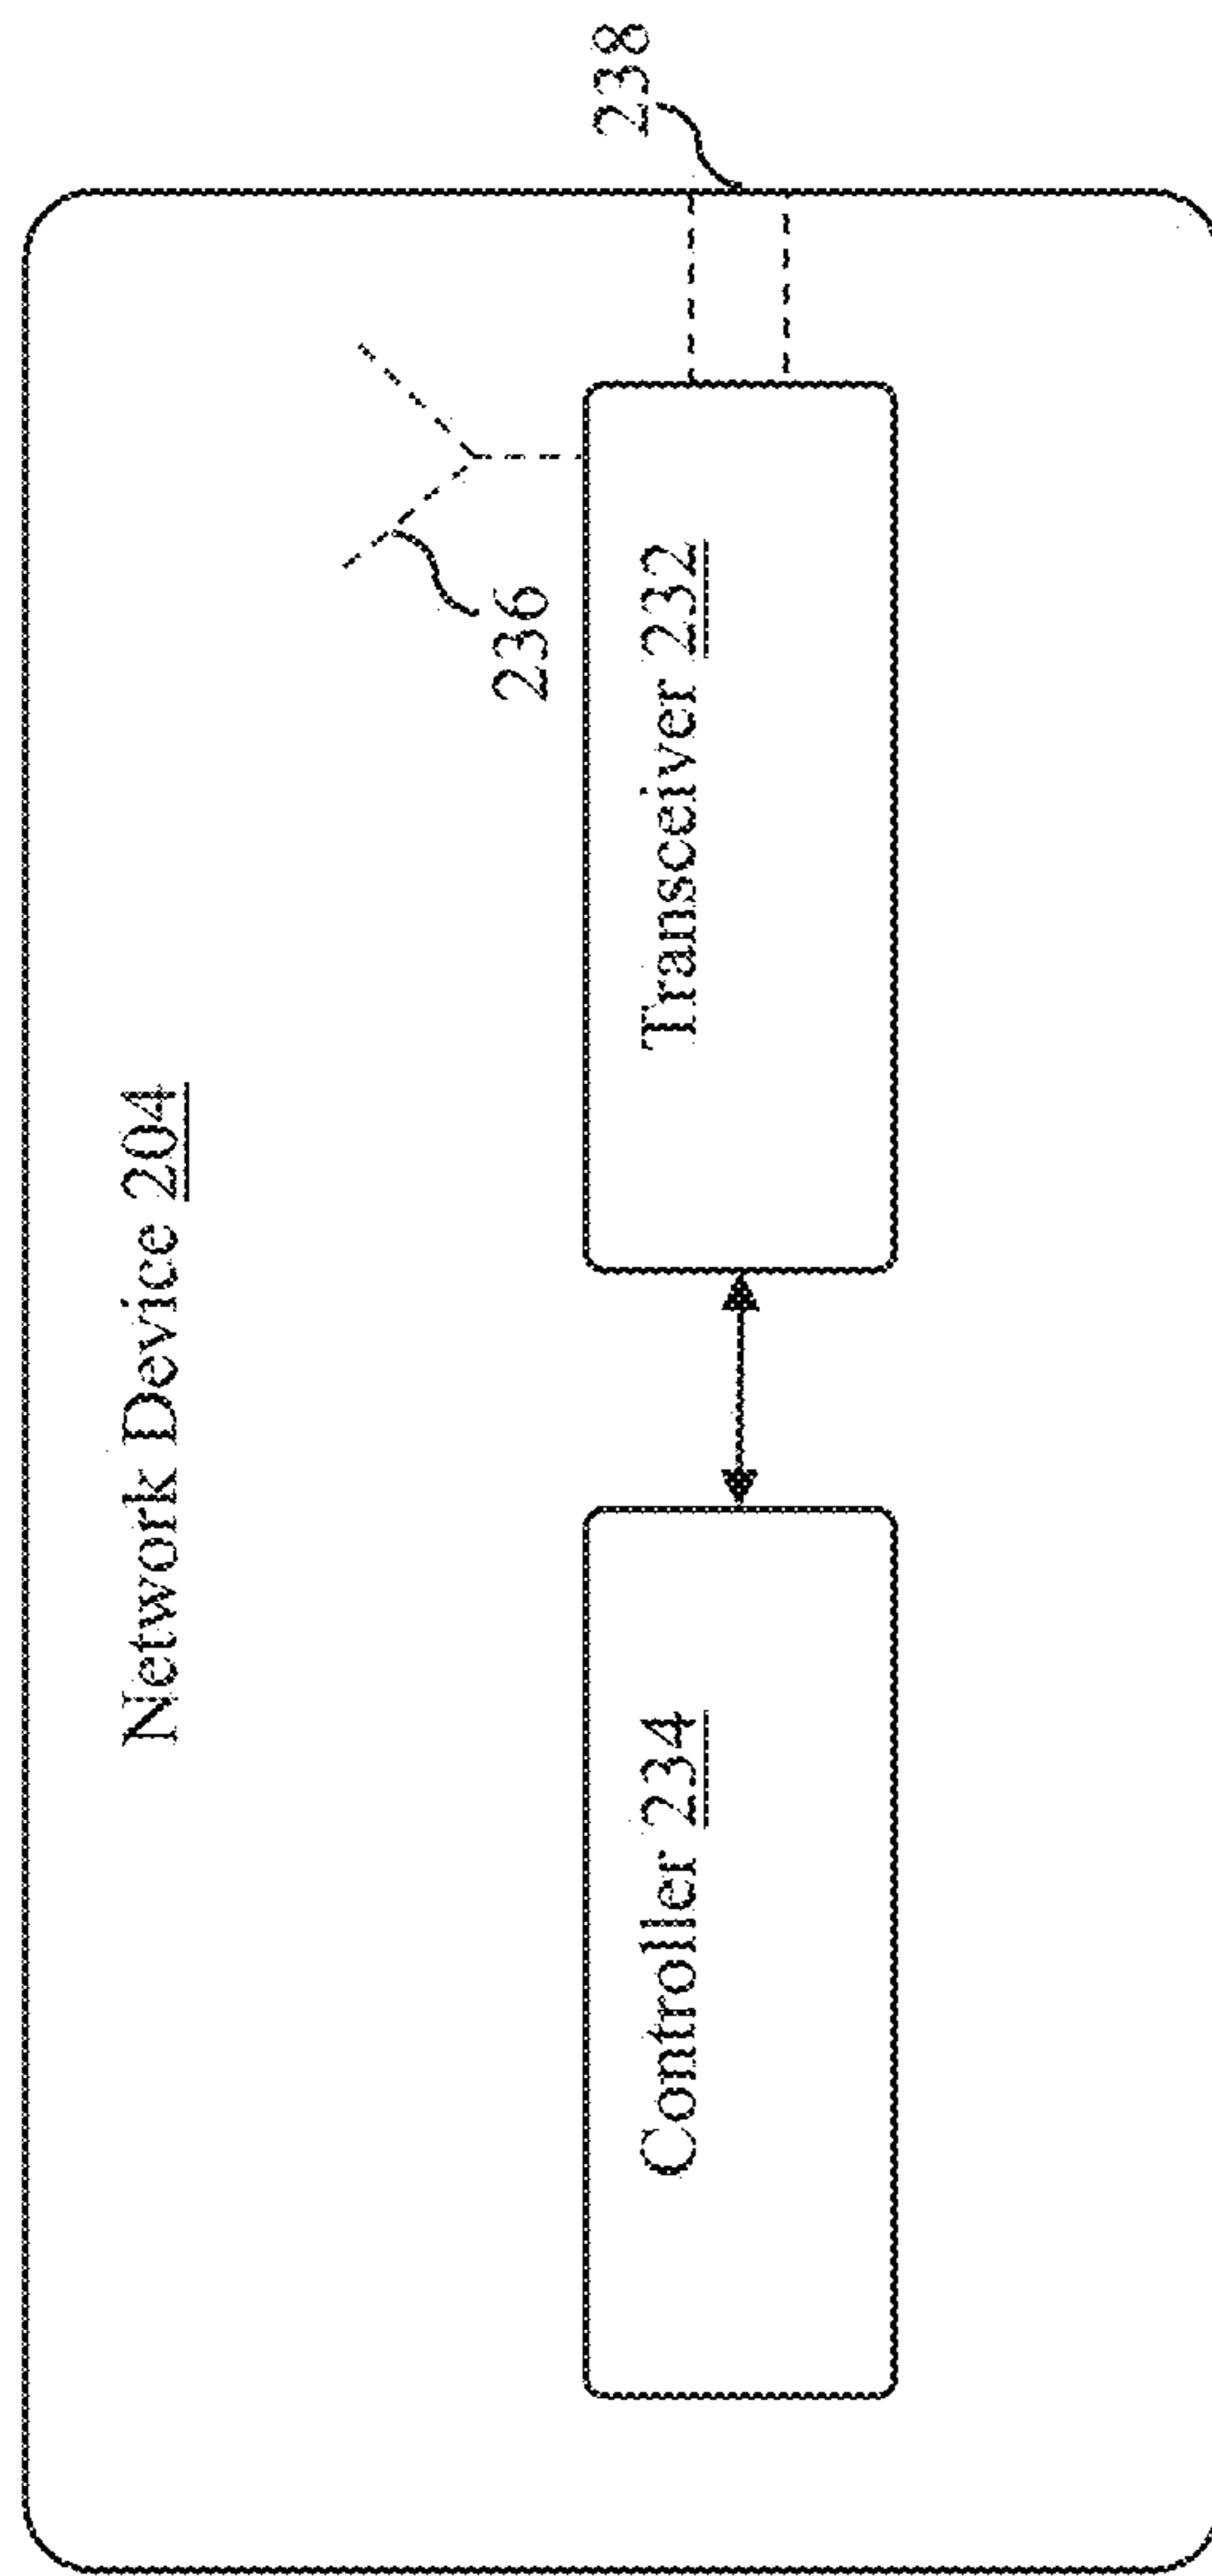 Network Device 204
236
238
Controller 234
Transceiver 232